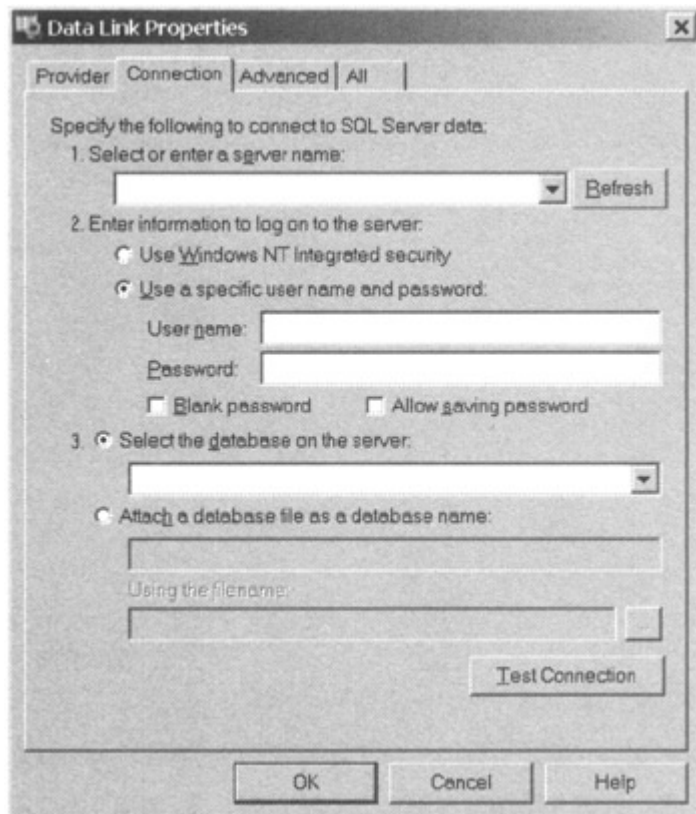 Data Link Properties
Provider Connection Advanced All
Specify the following to connect to SQL Server data:
1. Select or enter a server name:
Refresh
2. Enter information to log on to the server:
Use Windows NT Integrated security
Use a specific user name and password:
User name:
Password:
Blank password Allow saving password
3. Select the database on the server:
Attach a database file as a database name:
Using the filename:
...
Test Connection
OK Cancel Help